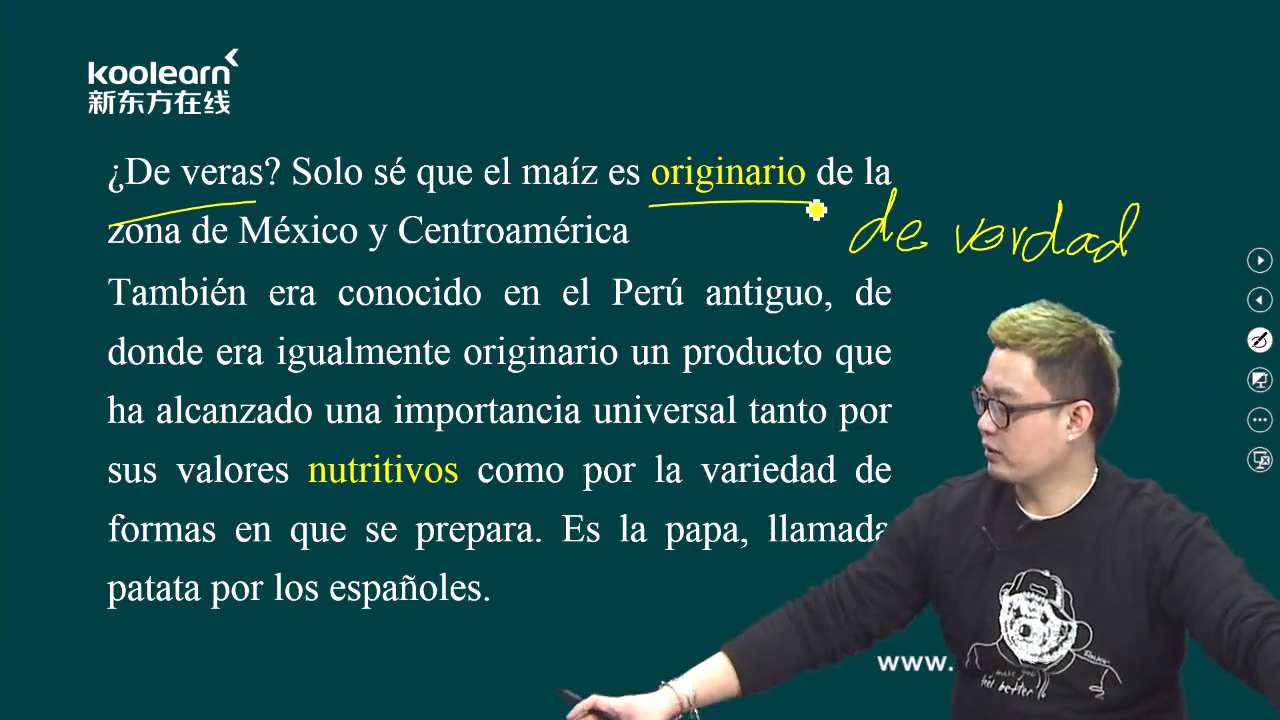 koolearn
新东方在线
¿De veras? Solo sé que el maíz es originario de la
zona de México y Centroamérica
de verdad
También era conocido en el Perú antiguo, de
donde era igualmente originario un producto que
ha alcanzado una importancia universal tanto por
sus valores nutritivos como por la variedad de
formas en que se prepara. Es la papa, llamada
patata por los españoles.
www.
feel better